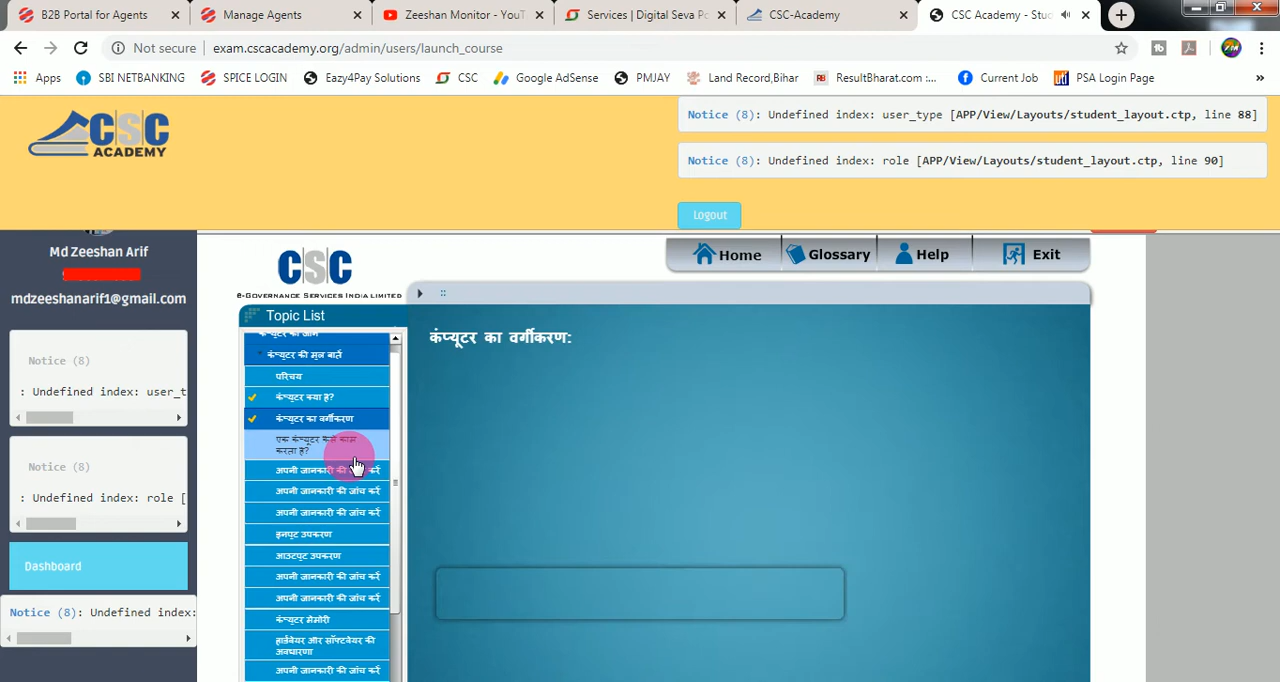 B2B Portal for Agents
Manage Agents
Zeeshan Monitor - YouT
Services | Digital Seva Po
CSC-Academy
CSC Academy - Stud
Not secure | exam.cscacademy.org/admin/users/launch_course
Apps
SBI NETBANKING
SPICE LOGIN
Eazy4Pay Solutions
CSC
Google AdSense
PMJAY
Land Record,Bihar
ResultBharat.com :...
Current Job
PSA Login Page
»
CSC
ACADEMY
Notice (8): Undefined index: user_type [APP/View/Layouts/student_layout.ctp, line 88]
Notice (8): Undefined index: role [APP/View/Layouts/student_layout.ctp, line 90]
Logout
Md Zeeshan Arif
mdzeeshanarif1@gmail.com
Notice (8)
: Undefined index: user_t
Notice (8)
: Undefined index: role [
Dashboard
Notice (8): Undefined index:
CSC
e-Governance Services India Limited
Home
Glossary
Help
Exit
::
Topic List
कंप्यूटर की मूल बातें
परिचय
कंप्यूटर क्या है?
कंप्यूटर का वर्गीकरण
एक कंप्यूटर कैसे काम
करता है?
अपनी जानकारी की जांच करें
अपनी जानकारी की जांच करें
अपनी जानकारी की जांच करें
इनपुट उपकरण
आउटपुट उपकरण
अपनी जानकारी की जांच करें
अपनी जानकारी की जांच करें
कंप्यूटर मेमोरी
हार्डवेयर और सॉफ्टवेयर की
अवधारणा
अपनी जानकारी की जांच करें
कंप्यूटर का वर्गीकरण: